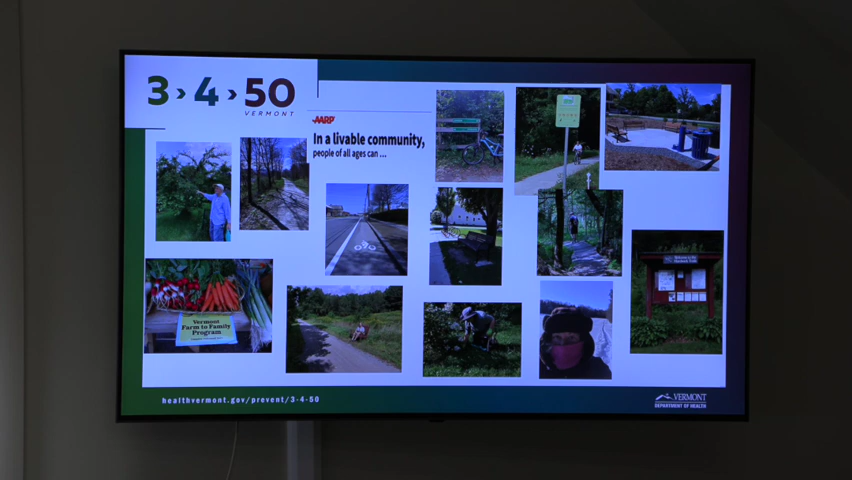 3 › 4 › 50
VERMONT
AARP
In a livable community,
people of all ages can ...
Vermont
Farm to Family
Program
healthvermont.gov/prevent/3-4-50
VERMONT
DEPARTMENT OF HEALTH